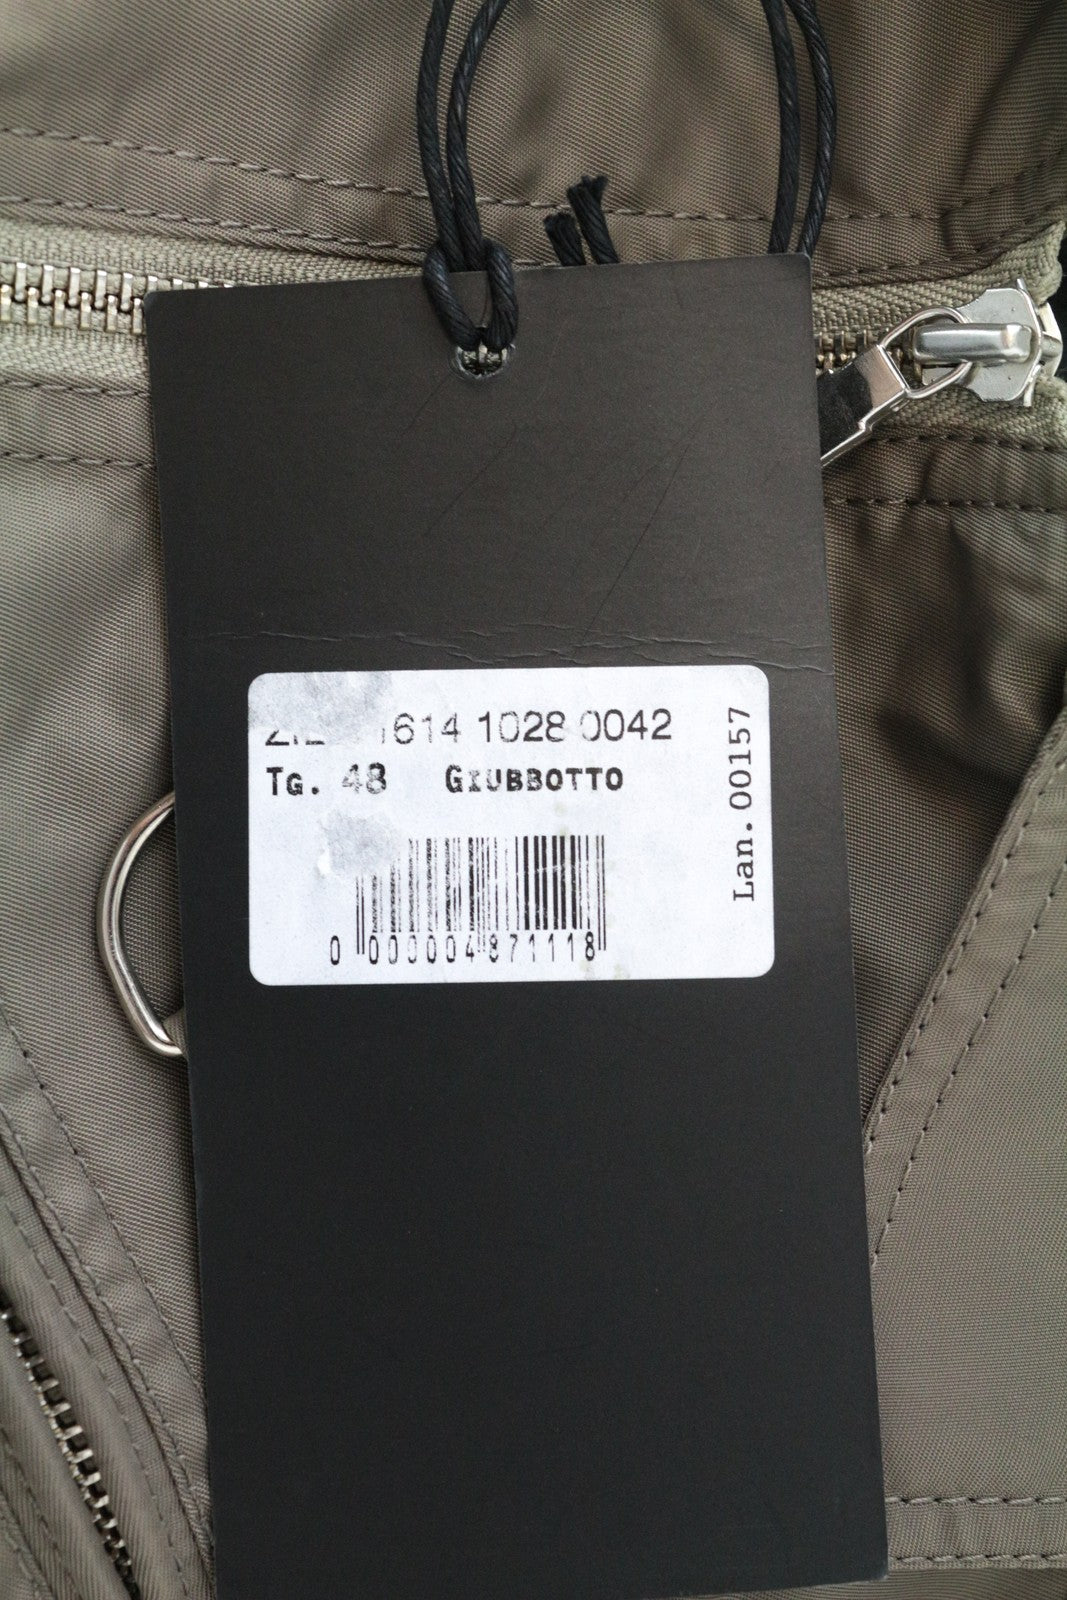 1614 1028 0042
Tg. 48 Giubbotto
0 000004 871118
Lan. 00157